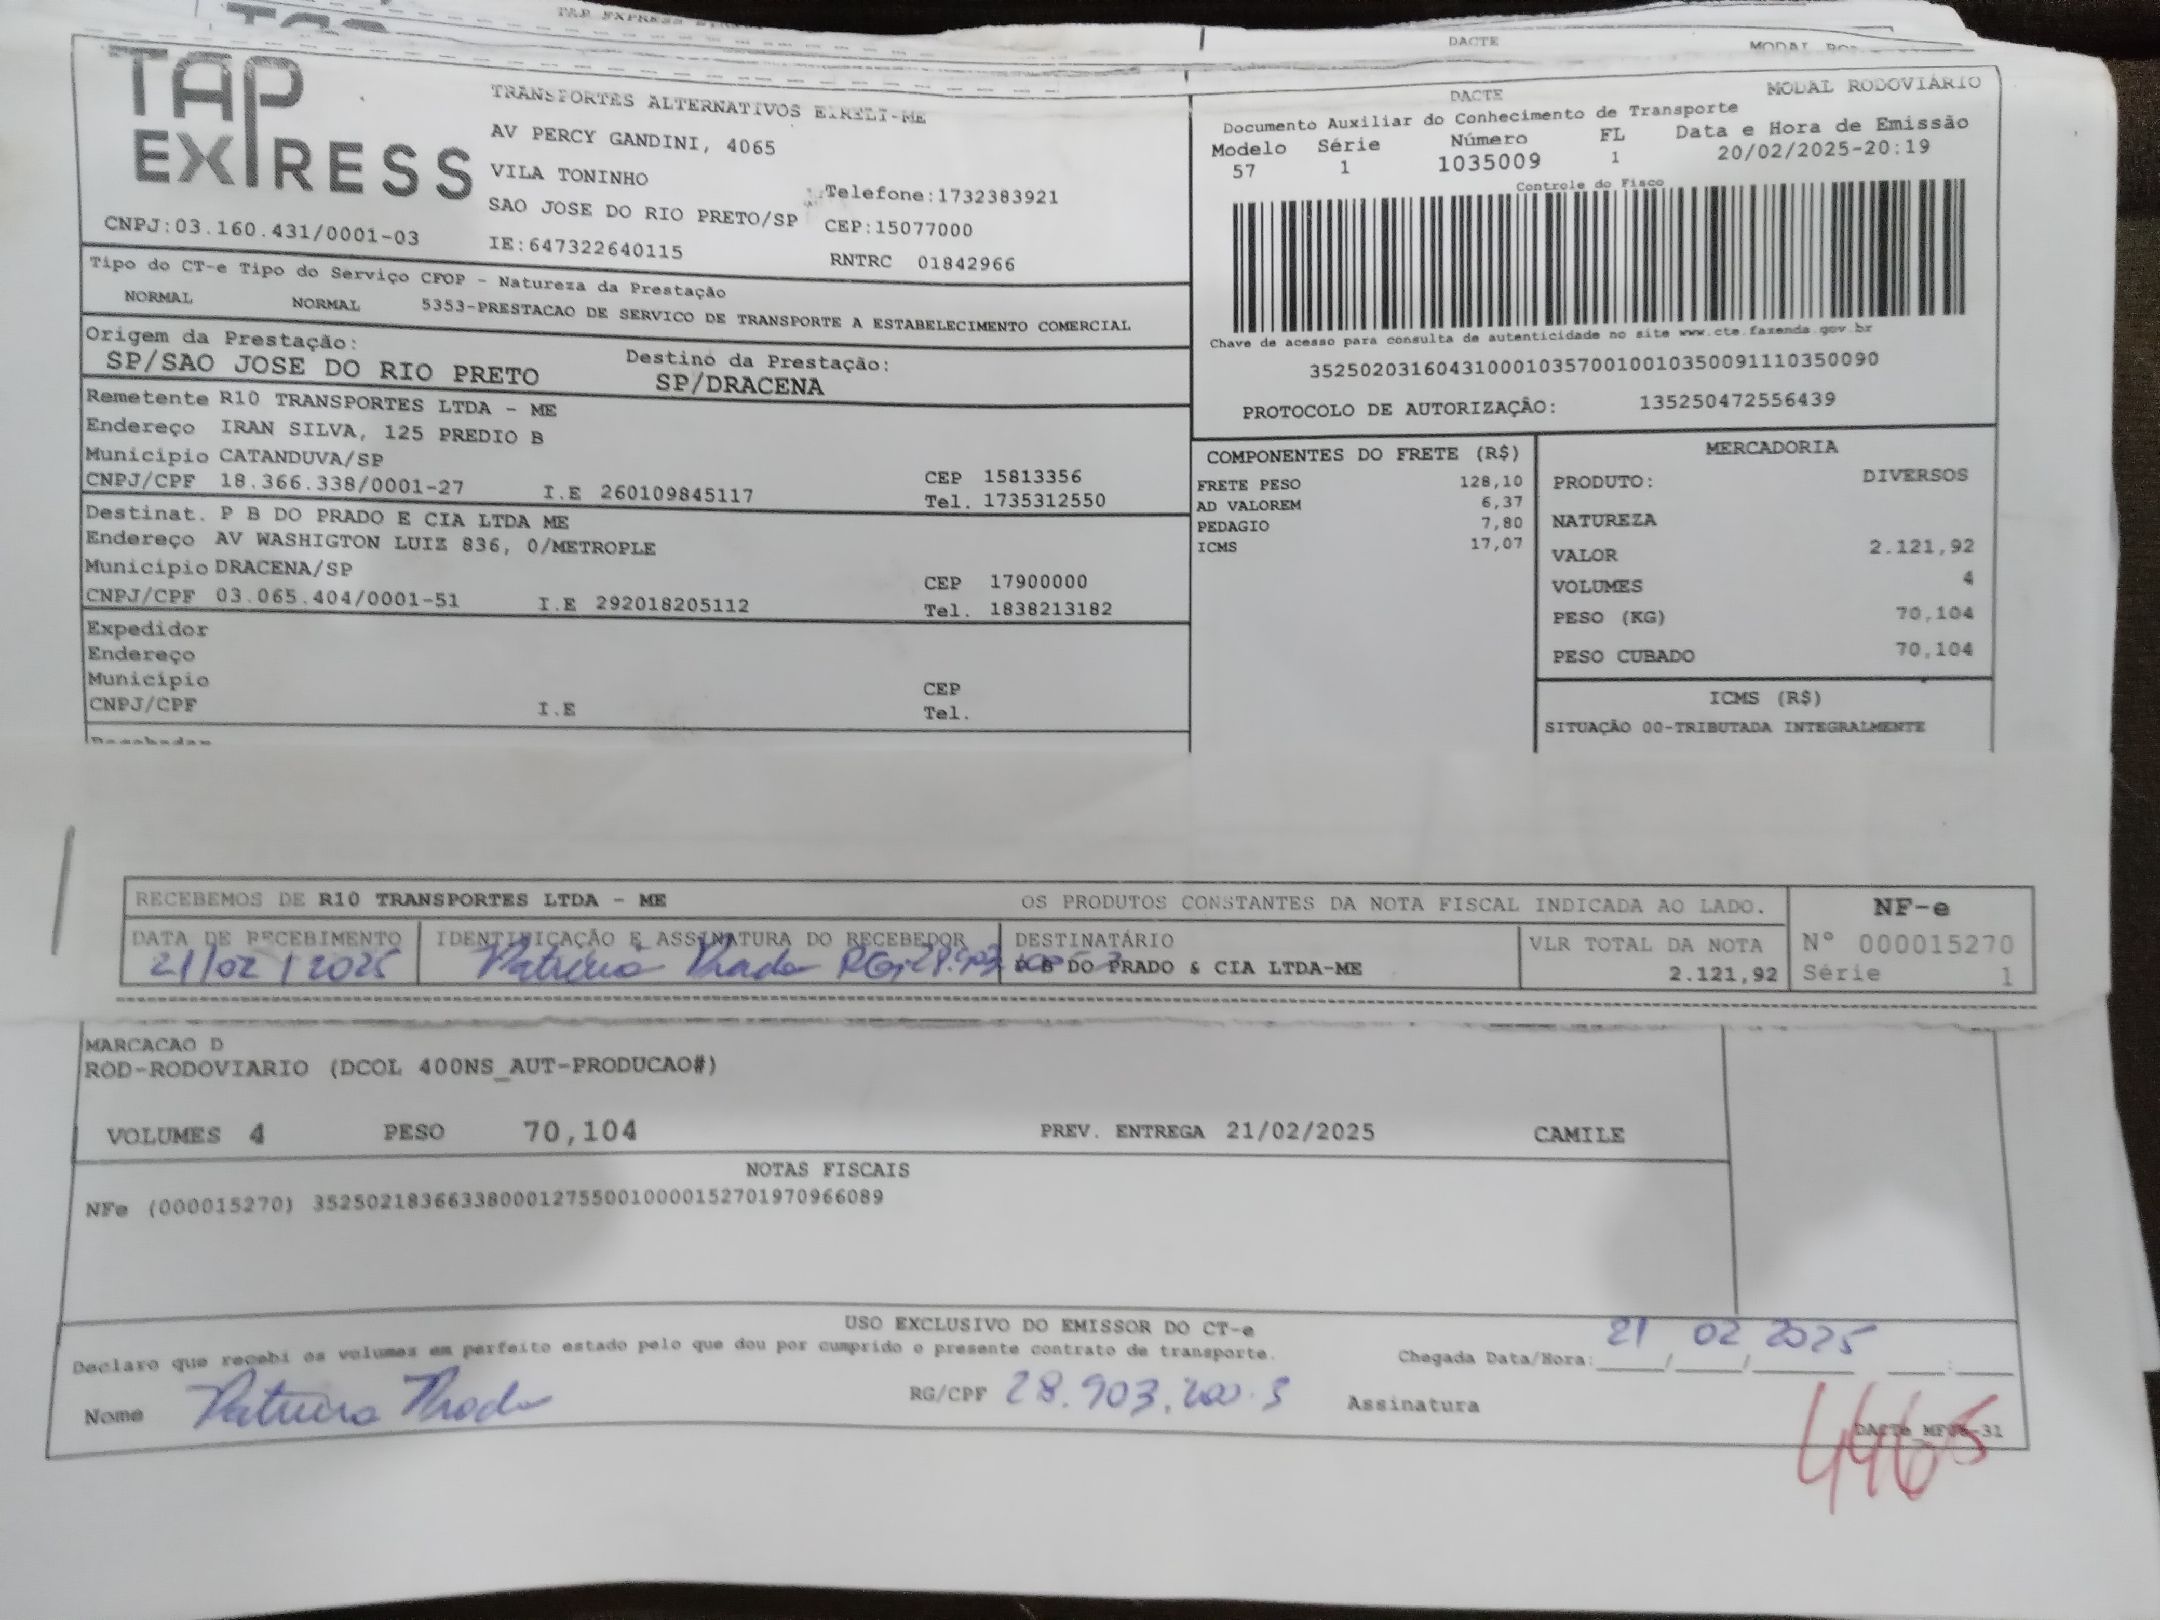 TAP EXPRESS
DACTE
MODAL
TAP
EXPRESS
CNPJ:03.160.431/0001-03
TRANSPORTES ALTERNATIVOS EIRELI-ME
AV PERCY GANDINI, 4065
VILA TONINHO
Telefone:1732383921
SAO JOSE DO RIO PRETO/SP CEP:15077000
IE:647322640115 RNTRC 01842966
DACTE MODAL RODOVIÁRIO
Documento Auxiliar do Conhecimento de Transporte
Modelo Série Número FL Data e Hora de Emissão
57 1 1035009 1 20/02/2025-20:19
Controle do Fisco
Chave de acesso para consulta de autenticidade no site www.cte.fazenda.gov.br
35250203160431000103570010010350091110350090
PROTOCOLO DE AUTORIZAÇÃO: 135250472556439
Tipo do CT-e Tipo do Serviço CFOP - Natureza da Prestação
NORMAL NORMAL 5353-PRESTACAO DE SERVICO DE TRANSPORTE A ESTABELECIMENTO COMERCIAL
Origem da Prestação: Destino da Prestação:
SP/SAO JOSE DO RIO PRETO SP/DRACENA
Remetente R10 TRANSPORTES LTDA - ME
Endereço IRAN SILVA, 125 PREDIO B
Município CATANDUVA/SP CEP 15813356
CNPJ/CPF 18.366.338/0001-27 I.E 260109845117 Tel. 1735312550
Destinat. P B DO PRADO E CIA LTDA ME
Endereço AV WASHIGTON LUIZ 836, 0/METROPLE
Município DRACENA/SP CEP 17900000
CNPJ/CPF 03.065.404/0001-51 I.E 292018205112 Tel. 1838213182
Expedidor
Endereço
Município CEP
CNPJ/CPF I.E Tel.
COMPONENTES DO FRETE (R$)
FRETE PESO 128,10
AD VALOREM 6,37
PEDAGIO 7,80
ICMS 17,07
MERCADORIA
PRODUTO: DIVERSOS
NATUREZA
VALOR 2.121,92
VOLUMES 4
PESO (KG) 70,104
PESO CUBADO 70,104
ICMS (R$)
SITUAÇÃO 00-TRIBUTADA INTEGRALMENTE
RECEBEMOS DE R10 TRANSPORTES LTDA - ME OS PRODUTOS CONSTANTES DA NOTA FISCAL INDICADA AO LADO. NF-e
DATA DE RECEBIMENTO IDENTIFICAÇÃO E ASSINATURA DO RECEBEDOR DESTINATÁRIO VLR TOTAL DA NOTA Nº 000015270
21/02/2025 Patricia Prado RG: 28.903 P B DO PRADO & CIA LTDA-ME 2.121,92 Série 1
MARCACAO D
ROD-RODOVIARIO (DCOL 400NS_AUT-PRODUCAO#)
VOLUMES 4 PESO 70,104 PREV. ENTREGA 21/02/2025 CAMILE
NOTAS FISCAIS
NFe (000015270) 35250218366338000127550010000152701970966089
USO EXCLUSIVO DO EMISSOR DO CT-e
Declaro que recebi os volumes em perfeito estado pelo que dou por cumprido o presente contrato de transporte. Chegada Data/Hora: 21/02/2025 :
Nome Patricia Prado RG/CPF 28.903.200-3 Assinatura